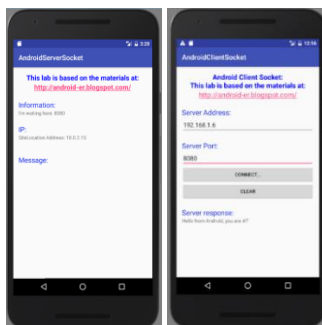 3:20
AndroidServerSocket
This lab is based on the materials at:
http://android-er.blogspot.com/
Information:
I'm waiting here: 8080
IP:
SiteLocalAddress: 10.0.2.15
Message:
AndroidClientSocket
Android Client Socket:
This lab is based on the materials at:
http://android-er.blogspot.com/
Server Address:
192.168.1.6
Server Port:
8080
CONNECT...
CLEAR
Server response:
Hello from Android, you are #7